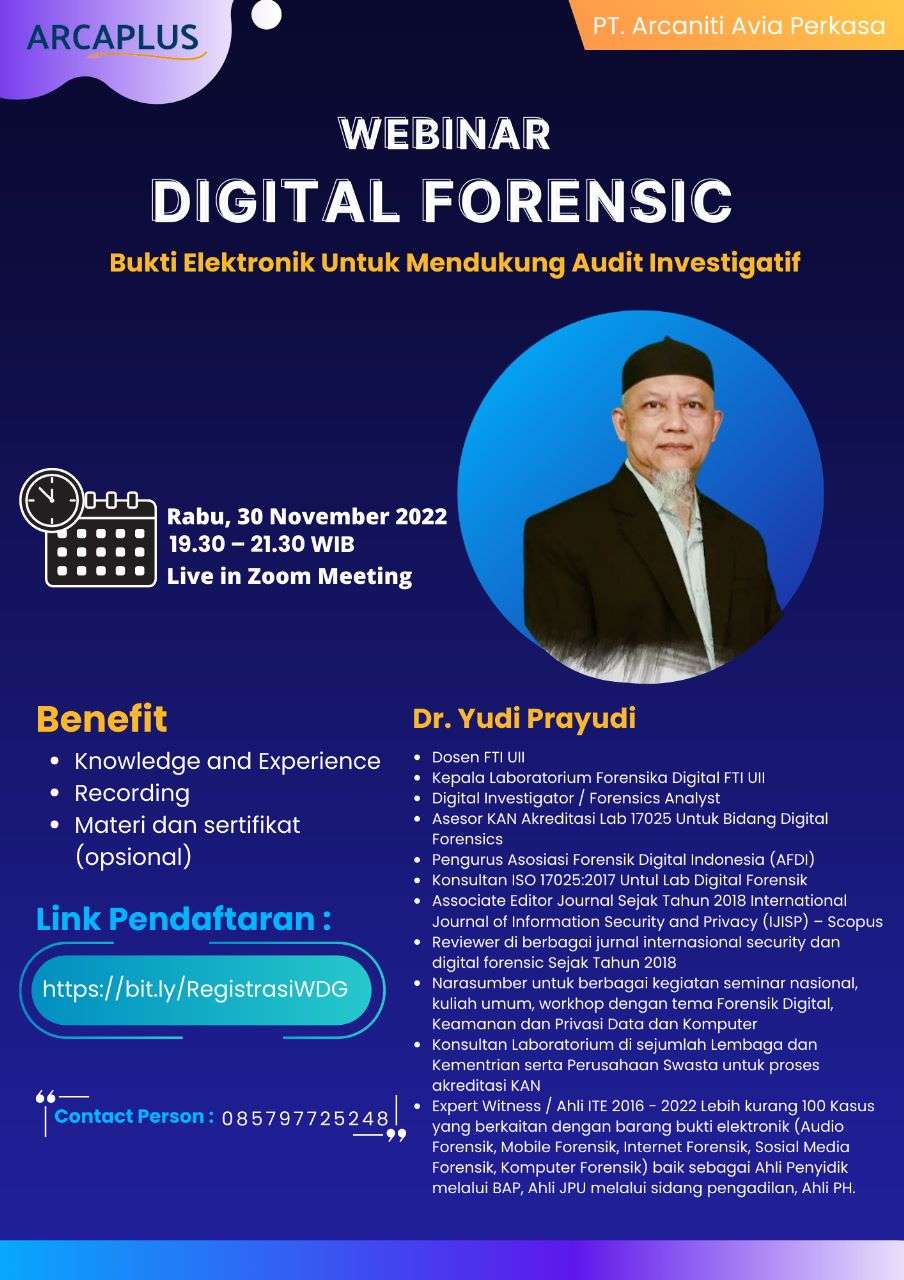 ARCAPLUS
PT. Arcaniti Avia Perkasa
WEBINAR
DIGITAL FORENSIC
Bukti Elektronik Untuk Mendukung Audit Investigatif
Rabu, 30 November 2022
19.30 – 21.30 WIB
Live in Zoom Meeting
Benefit
• Knowledge and Experience
• Recording
• Materi dan sertifikat
(opsional)
Link Pendaftaran :
https://bit.ly/RegistrasiWDG
Contact Person : 085797725248
Dr. Yudi Prayudi
• Dosen FTI UII
• Kepala Laboratorium Forensika Digital FTI UII
• Digital Investigator / Forensics Analyst
• Asesor KAN Akreditasi Lab 17025 Untuk Bidang Digital
Forensics
• Pengurus Asosiasi Forensik Digital Indonesia (AFDI)
• Konsultan ISO 17025:2017 Untul Lab Digital Forensik
• Associate Editor Journal Sejak Tahun 2018 International
Journal of Information Security and Privacy (IJISP) – Scopus
• Reviewer di berbagai jurnal internasional security dan
digital forensic Sejak Tahun 2018
• Narasumber untuk berbagai kegiatan seminar nasional,
kuliah umum, workhop dengan tema Forensik Digital,
Keamanan dan Privasi Data dan Komputer
• Konsultan Laboratorium di sejumlah Lembaga dan
Kementrian serta Perusahaan Swasta untuk proses
akreditasi KAN
• Expert Witness / Ahli ITE 2016 - 2022 Lebih kurang 100 Kasus
yang berkaitan dengan barang bukti elektronik (Audio
Forensik, Mobile Forensik, Internet Forensik, Sosial Media
Forensik, Komputer Forensik) baik sebagai Ahli Penyidik
melalui BAP, Ahli JPU melalui sidang pengadilan, Ahli PH.